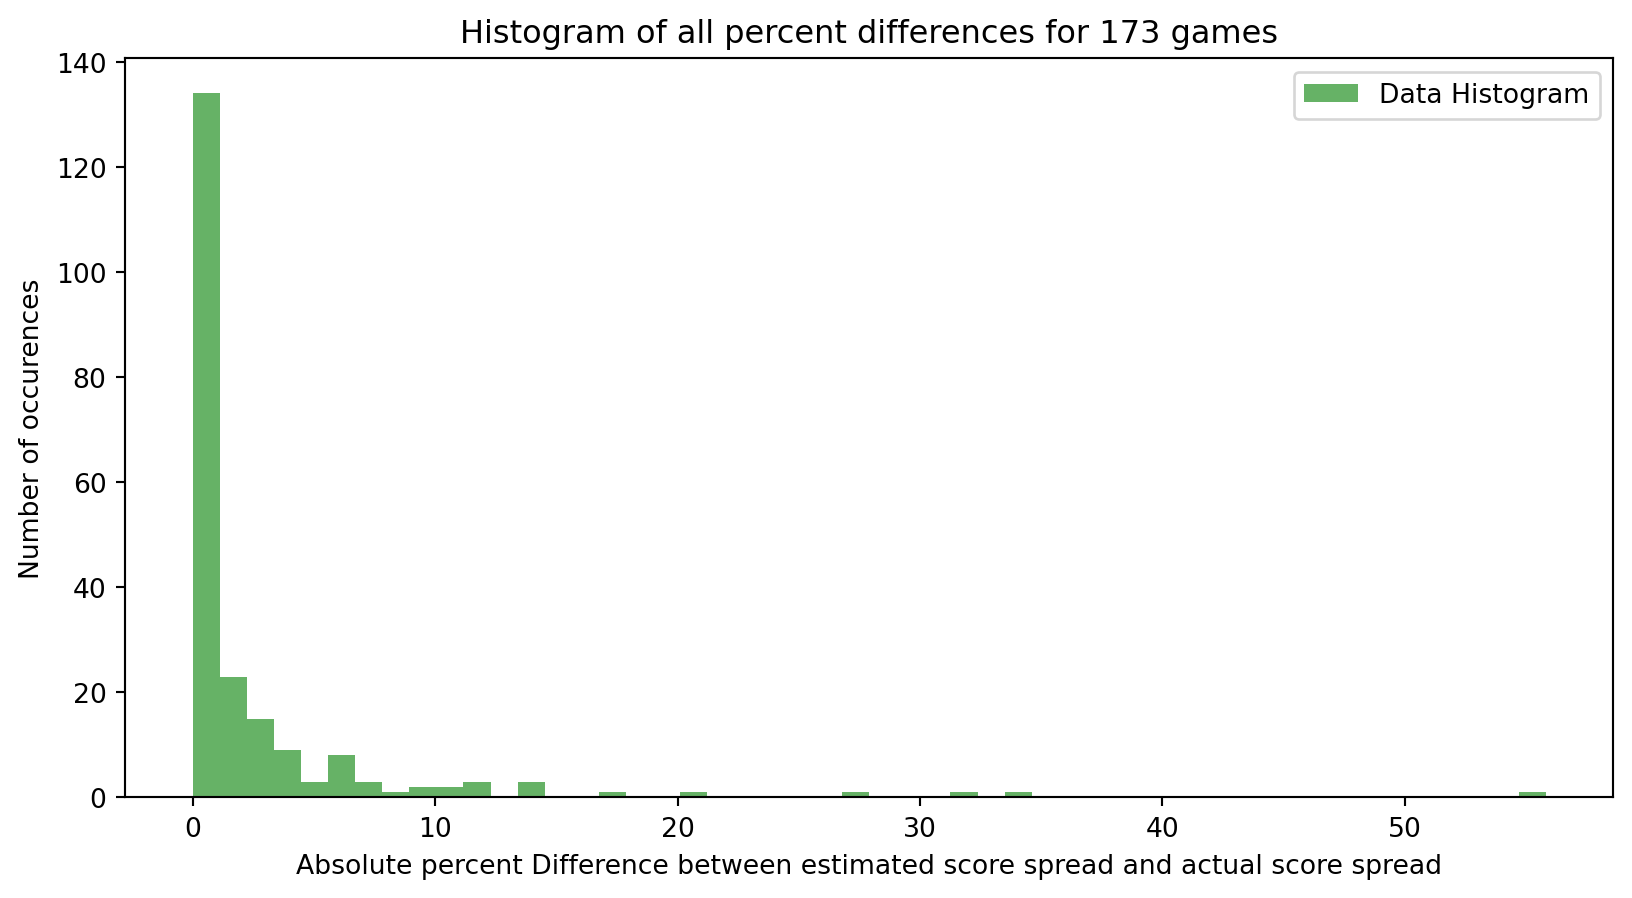 Histogram of all percent differences for 173 games
Data Histogram
140
120
100
80
60
40
20
0
Number of occurences
0 10 20 30 40 50
Absolute percent Difference between estimated score spread and actual score spread